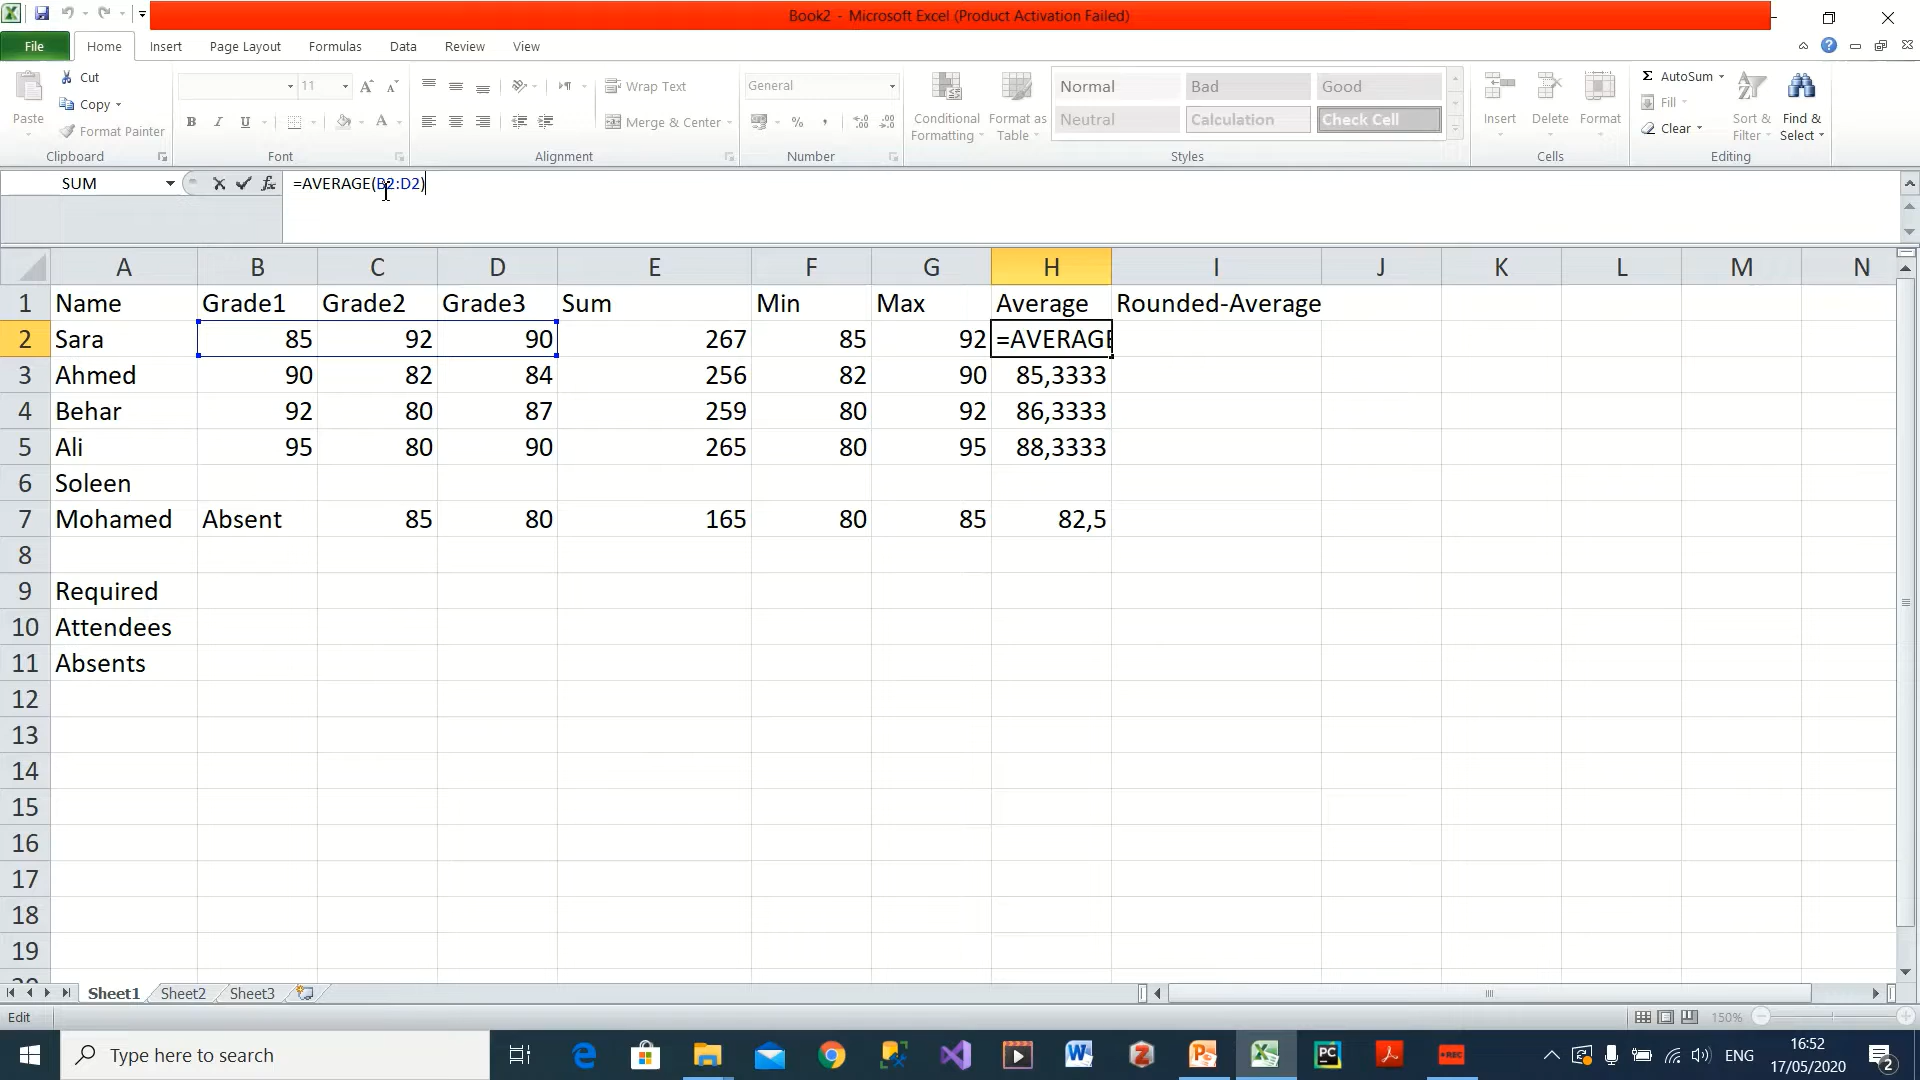 Book2 - Microsoft Excel (Product Activation Failed)
File Home Insert Page Layout Formulas Data Review View
Paste
Cut
Copy
Format Painter
Clipboard
11
B I U
Font
Wrap Text
Merge & Center
Alignment
General
%
Number
Conditional Formatting
Format as Table
Normal Bad Good
Neutral Calculation Check Cell
Styles
Insert Delete Format
Cells
AutoSum
Fill
Clear
Sort & Filter
Find & Select
Editing
SUM =AVERAGE(B2:D2)
A B C D E F G H I J K L M N
1 Name Grade1 Grade2 Grade3 Sum Min Max Average Rounded-Average
2 Sara 85 92 90 267 85 92 =AVERAGE
3 Ahmed 90 82 84 256 82 90 85,3333
4 Behar 92 80 87 259 80 92 86,3333
5 Ali 95 80 90 265 80 95 88,3333
6 Soleen
7 Mohamed Absent 85 80 165 80 85 82,5
8
9 Required
10 Attendees
11 Absents
12
13
14
15
16
17
18
19
Sheet1 Sheet2 Sheet3
Edit 150%
Type here to search ENG 16:52
17/05/2020
2